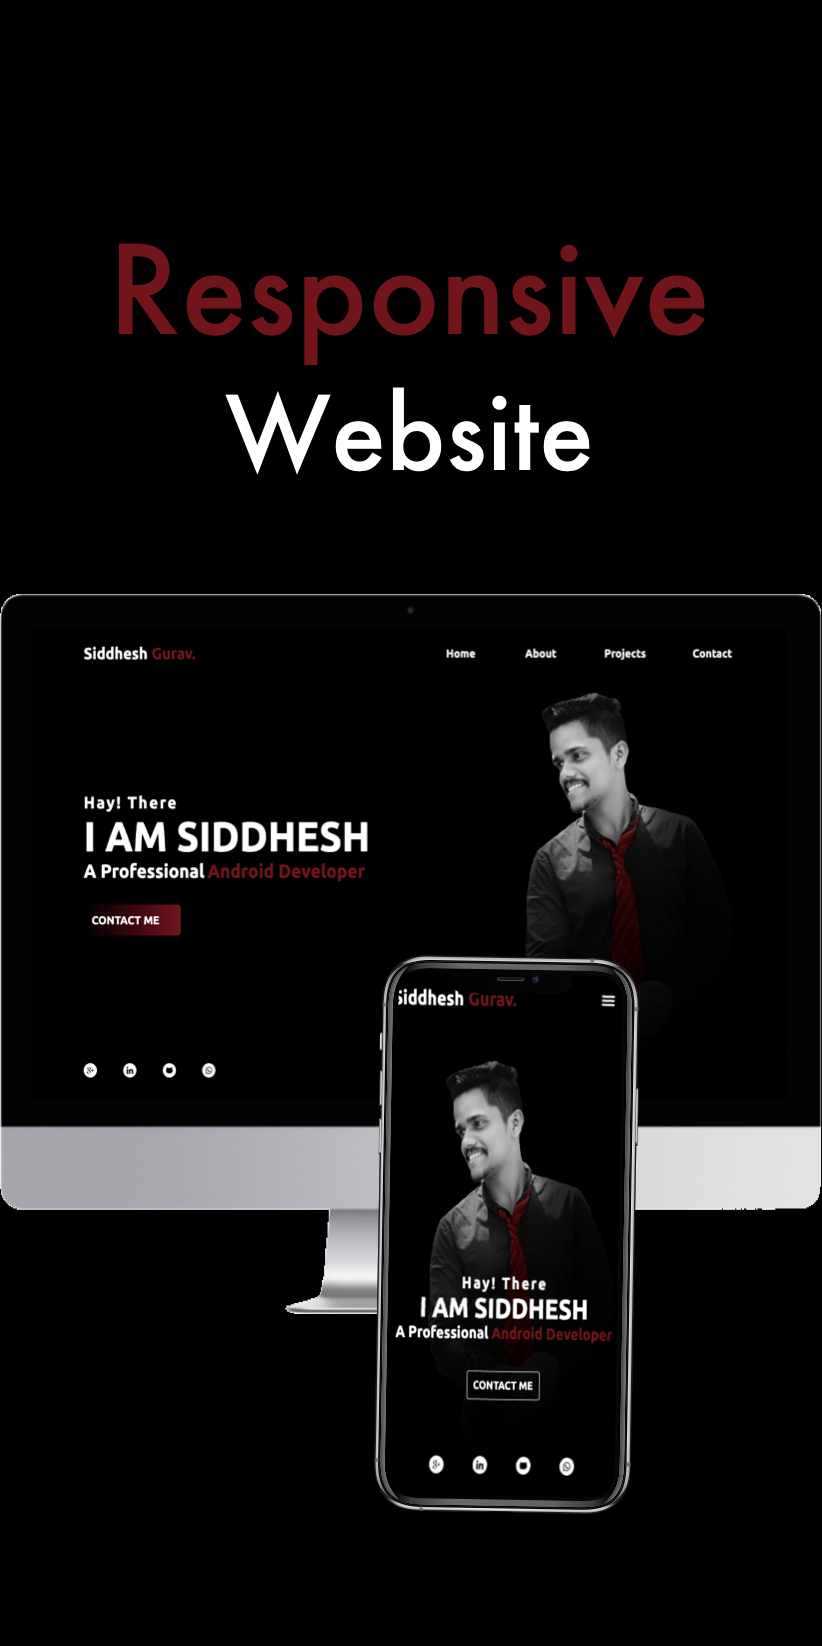 Responsive
Website
Siddhesh Gurav.
Home About Projects Contact
Hay! There
I AM SIDDHESH
A Professional Android Developer
CONTACT ME
Siddhesh Gurav.
Hay! There
I AM SIDDHESH
A Professional Android Developer
CONTACT ME